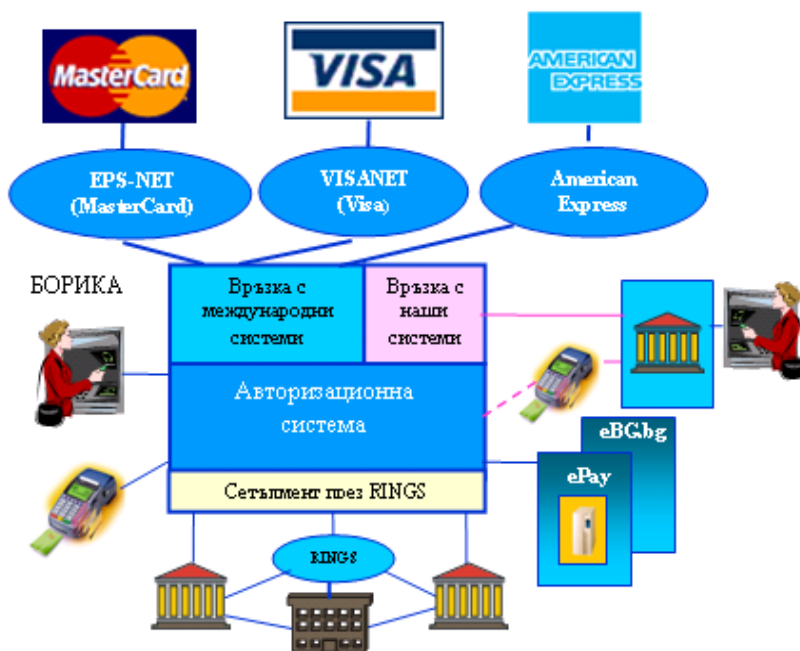 MasterCard
VISA
AMERICAN
EXPRESS
EPS-NET
(MasterCard)
VISANET
(Visa)
American
Express
БОРИКА
Връзка с
международни
системи
Връзка с
наши
системи
Авторизационна
система
eBG.bg
ePay
Сетълмент през RINGS
RINGS